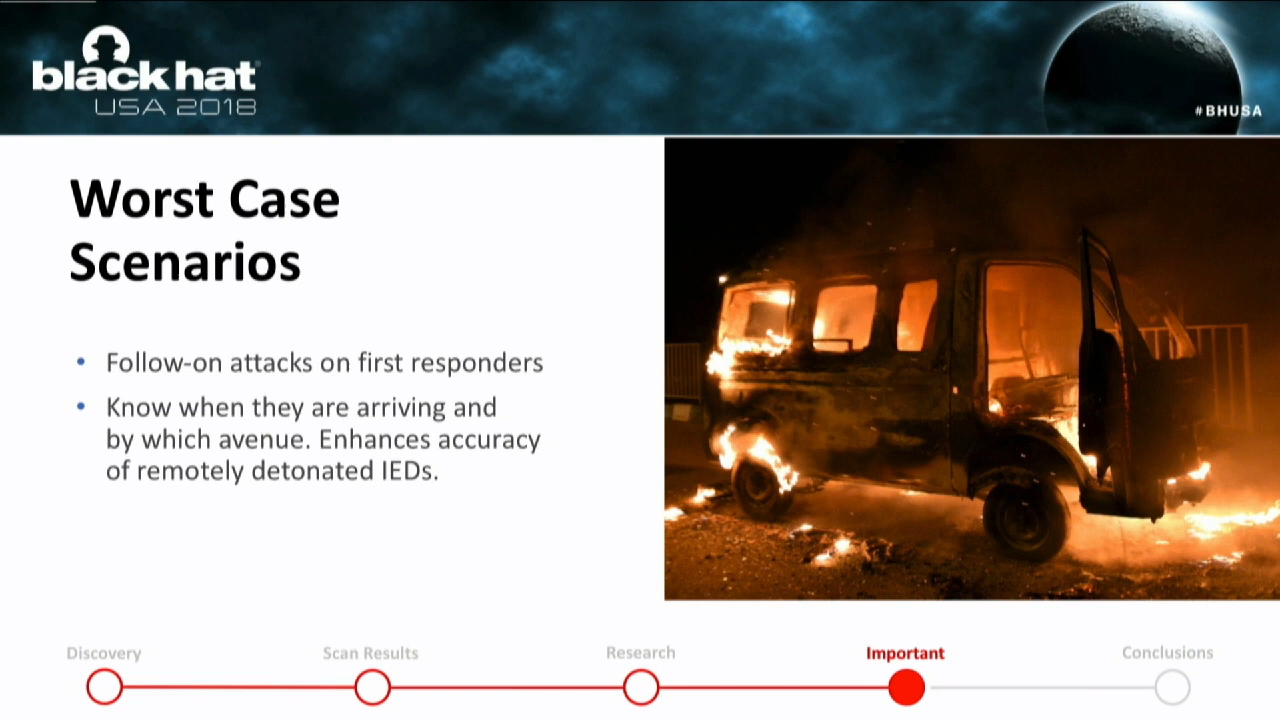 black hat
USA 2018
#BHUSA
Worst Case
Scenarios
• Follow-on attacks on first responders
• Know when they are arriving and
by which avenue. Enhances accuracy
of remotely detonated IEDs.
Discovery
Scan Results
Research
Important
Conclusions